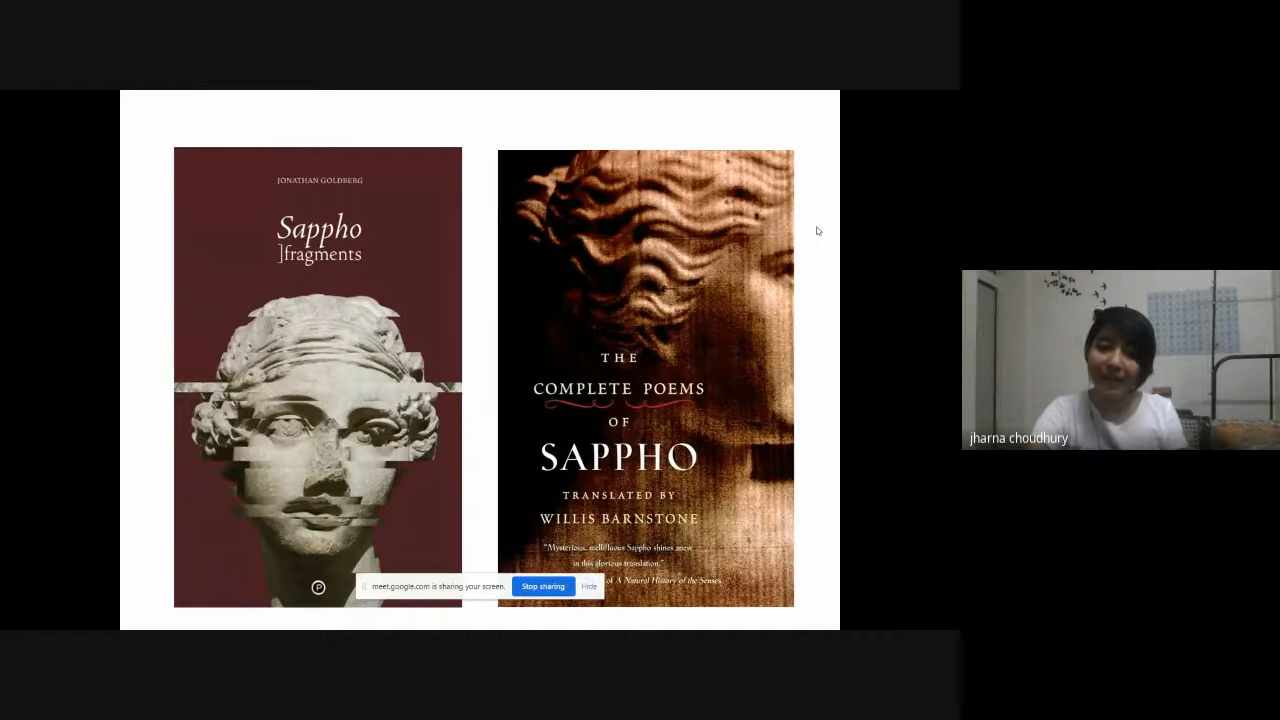 JONATHAN GOLDBERG
Sappho
]fragments
P
THE
COMPLETE POEMS
OF
SAPPHO
TRANSLATED BY
WILLIS BARNSTONE
"Mysterious, mellifluous Sappho shines anew
in this glorious translation."
of A Natural History of the Senses
meet.google.com is sharing your screen.
Stop sharing
Hide
jharna choudhury